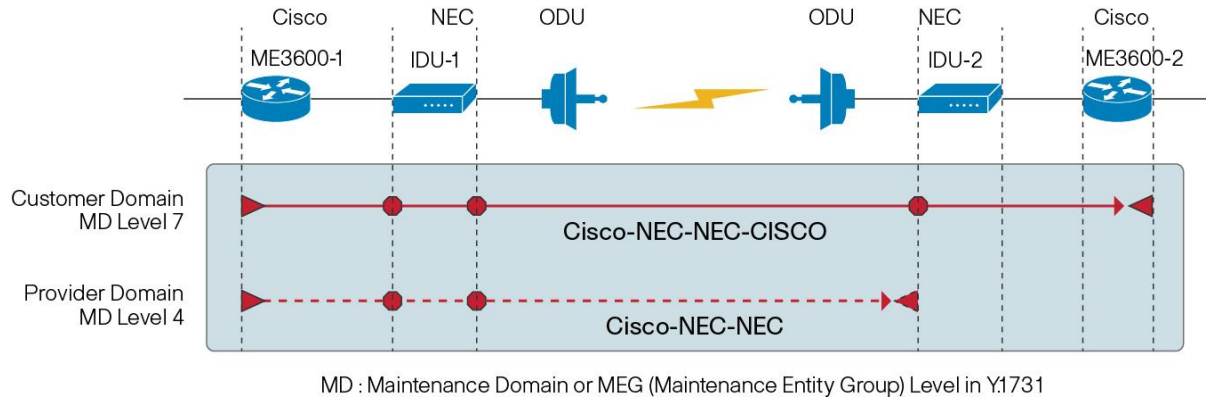 Cisco NEC ODU ODU NEC Cisco
ME3600-1 IDU-1 IDU-2 ME3600-2
Customer Domain
MD Level 7
Cisco-NEC-NEC-CISCO
Provider Domain
MD Level 4
Cisco-NEC-NEC
MD : Maintenance Domain or MEG (Maintenance Entity Group) Level in Y.1731